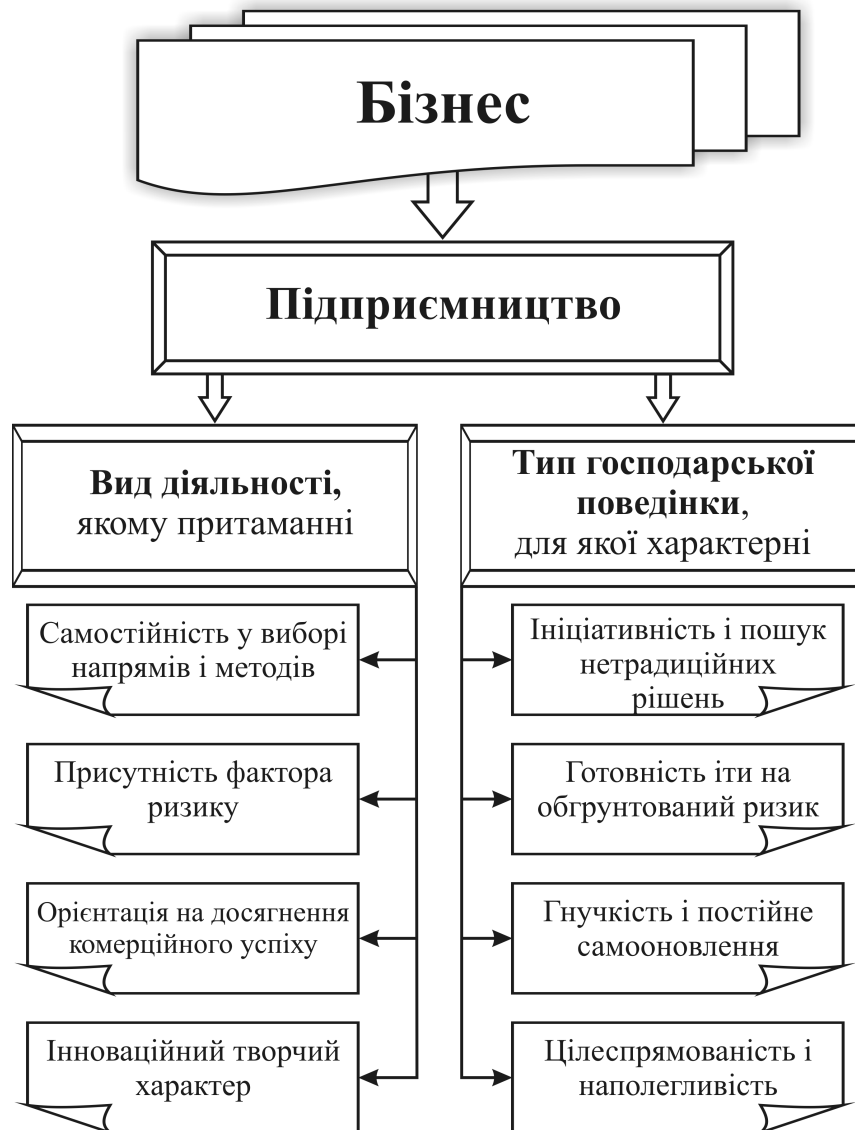 Бізнес
Підприємництво
Вид діяльності,
якому притаманні
Самостійність у виборі
напрямів і методів
Присутність фактора
ризику
Орієнтація на досягнення
комерційного успіху
Інноваційний творчий
характер
Тип господарської
поведінки,
для якої характерні
Ініціативність і пошук
нетрадиційних
рішень
Готовність іти на
обгрунтований ризик
Гнучкість і постійне
самооновлення
Цілеспрямованість і
наполегливість